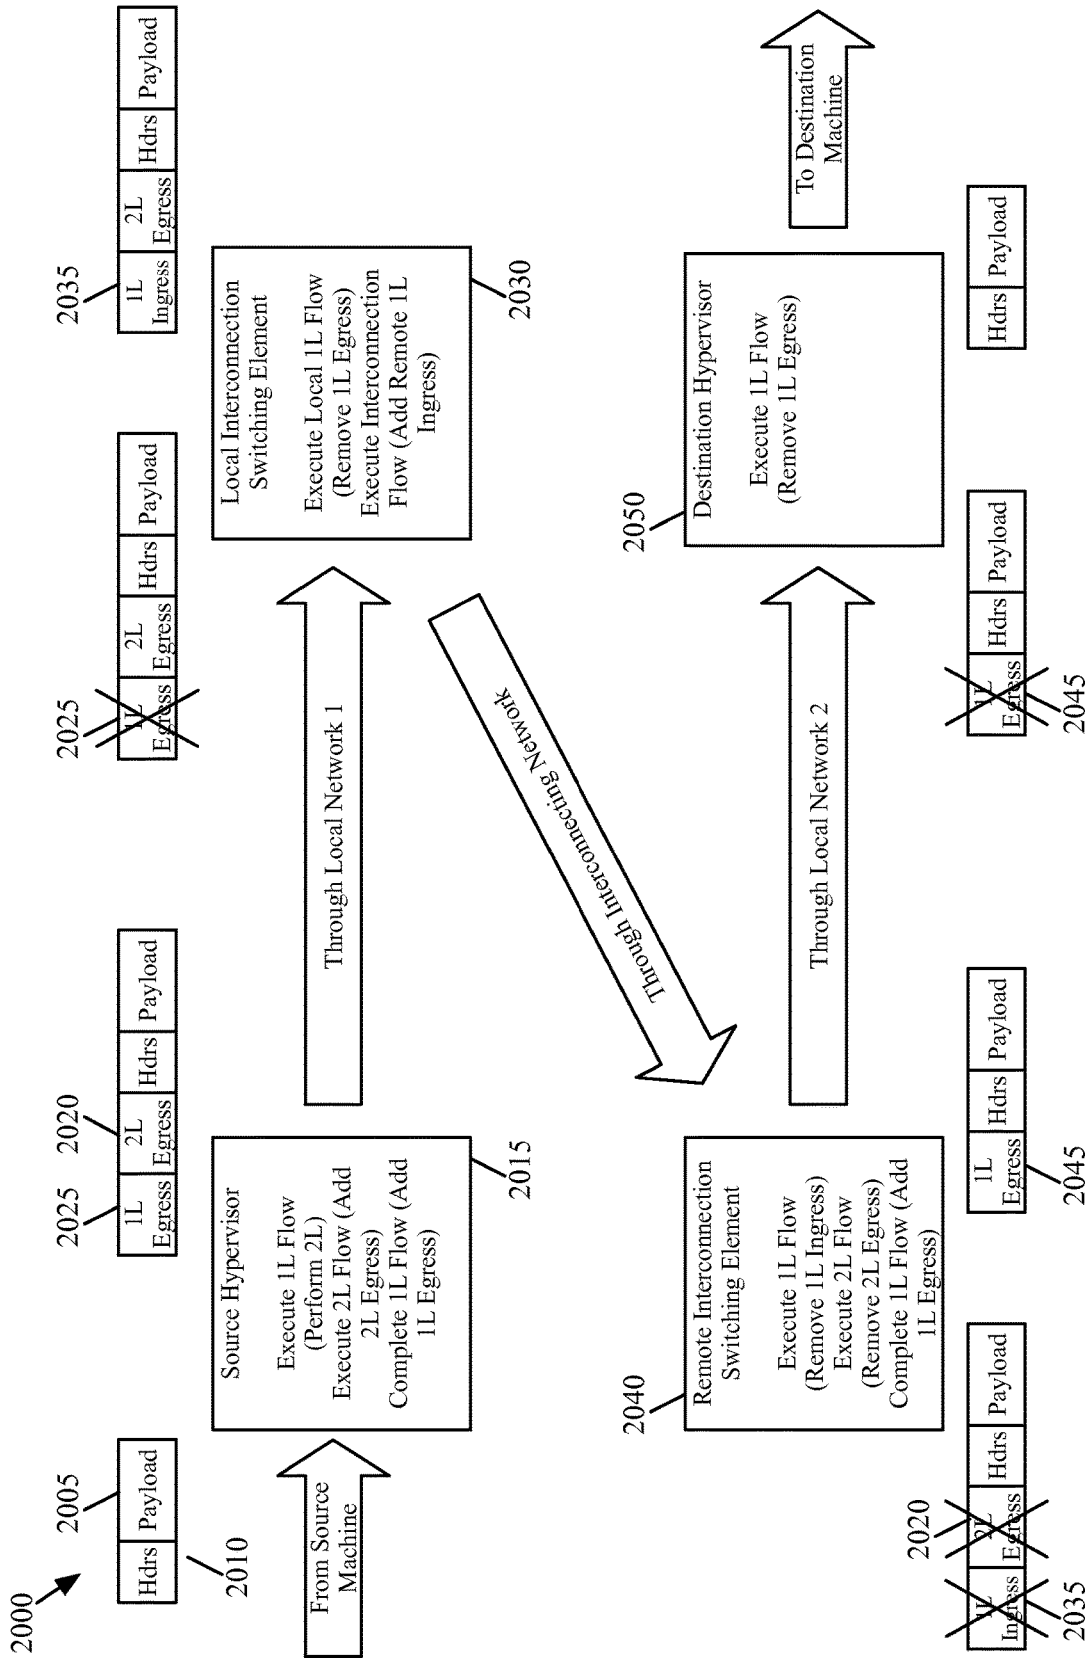 2000
2005
Hdrs Payload
2010
From Source
Machine
Source Hypervisor
Execute 1L Flow
(Perform 2L)
Execute 2L Flow (Add
2L Egress)
Complete 1L Flow (Add
1L Egress)
2015
2025
2020
1L
Egress
2L
Egress
Hdrs
Payload
Through Local Network 1
2025
1L
Egress
2L
Egress
Hdrs
Payload
Local Interconnection
Switching Element
Execute Local 1L Flow
(Remove 1L Egress)
Execute Interconnection
Flow (Add Remote 1L
Ingress)
2030
2035
1L
Ingress
2L
Egress
Hdrs
Payload
Through Interconnecting Network
2040
Remote Interconnection
Switching Element
Execute 1L Flow
(Remove 1L Ingress)
Execute 2L Flow
(Remove 2L Egress)
Complete 1L Flow (Add
1L Egress)
2020
1L
Ingress
2L
Egress
Hdrs
Payload
2035
1L
Egress
Hdrs
Payload
2045
Through Local Network 2
2050
Destination Hypervisor
Execute 1L Flow
(Remove 1L Egress)
1L
Egress
Hdrs
Payload
2045
To Destination
Machine
Hdrs
Payload